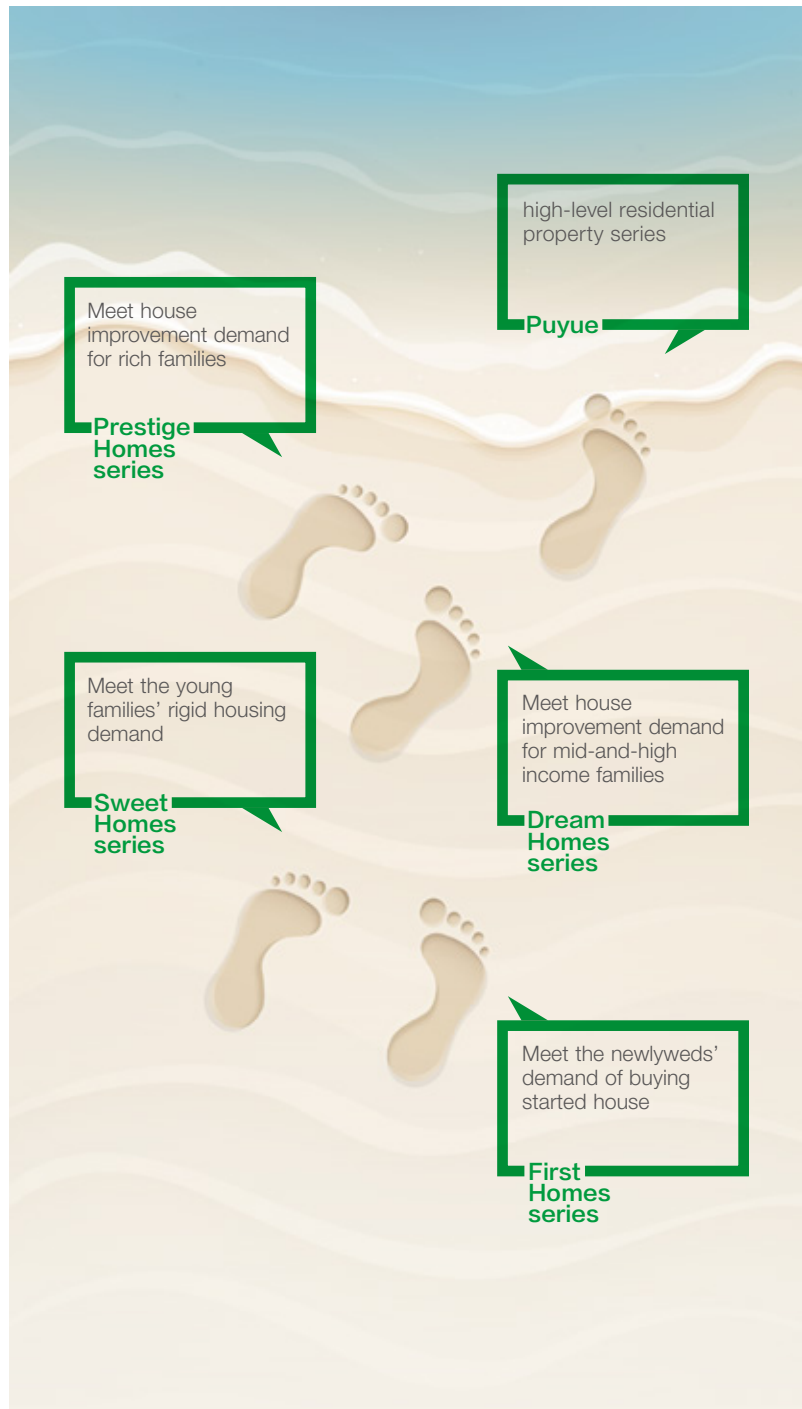 high-level residential
property series
Puyue
Meet house
improvement demand
for rich families
Prestige
Homes
series
Meet the young
families’ rigid housing
demand
Sweet
Homes
series
Meet house
improvement demand
for mid-and-high
income families
Dream
Homes
series
Meet the newlyweds’
demand of buying
started house
First
Homes
series